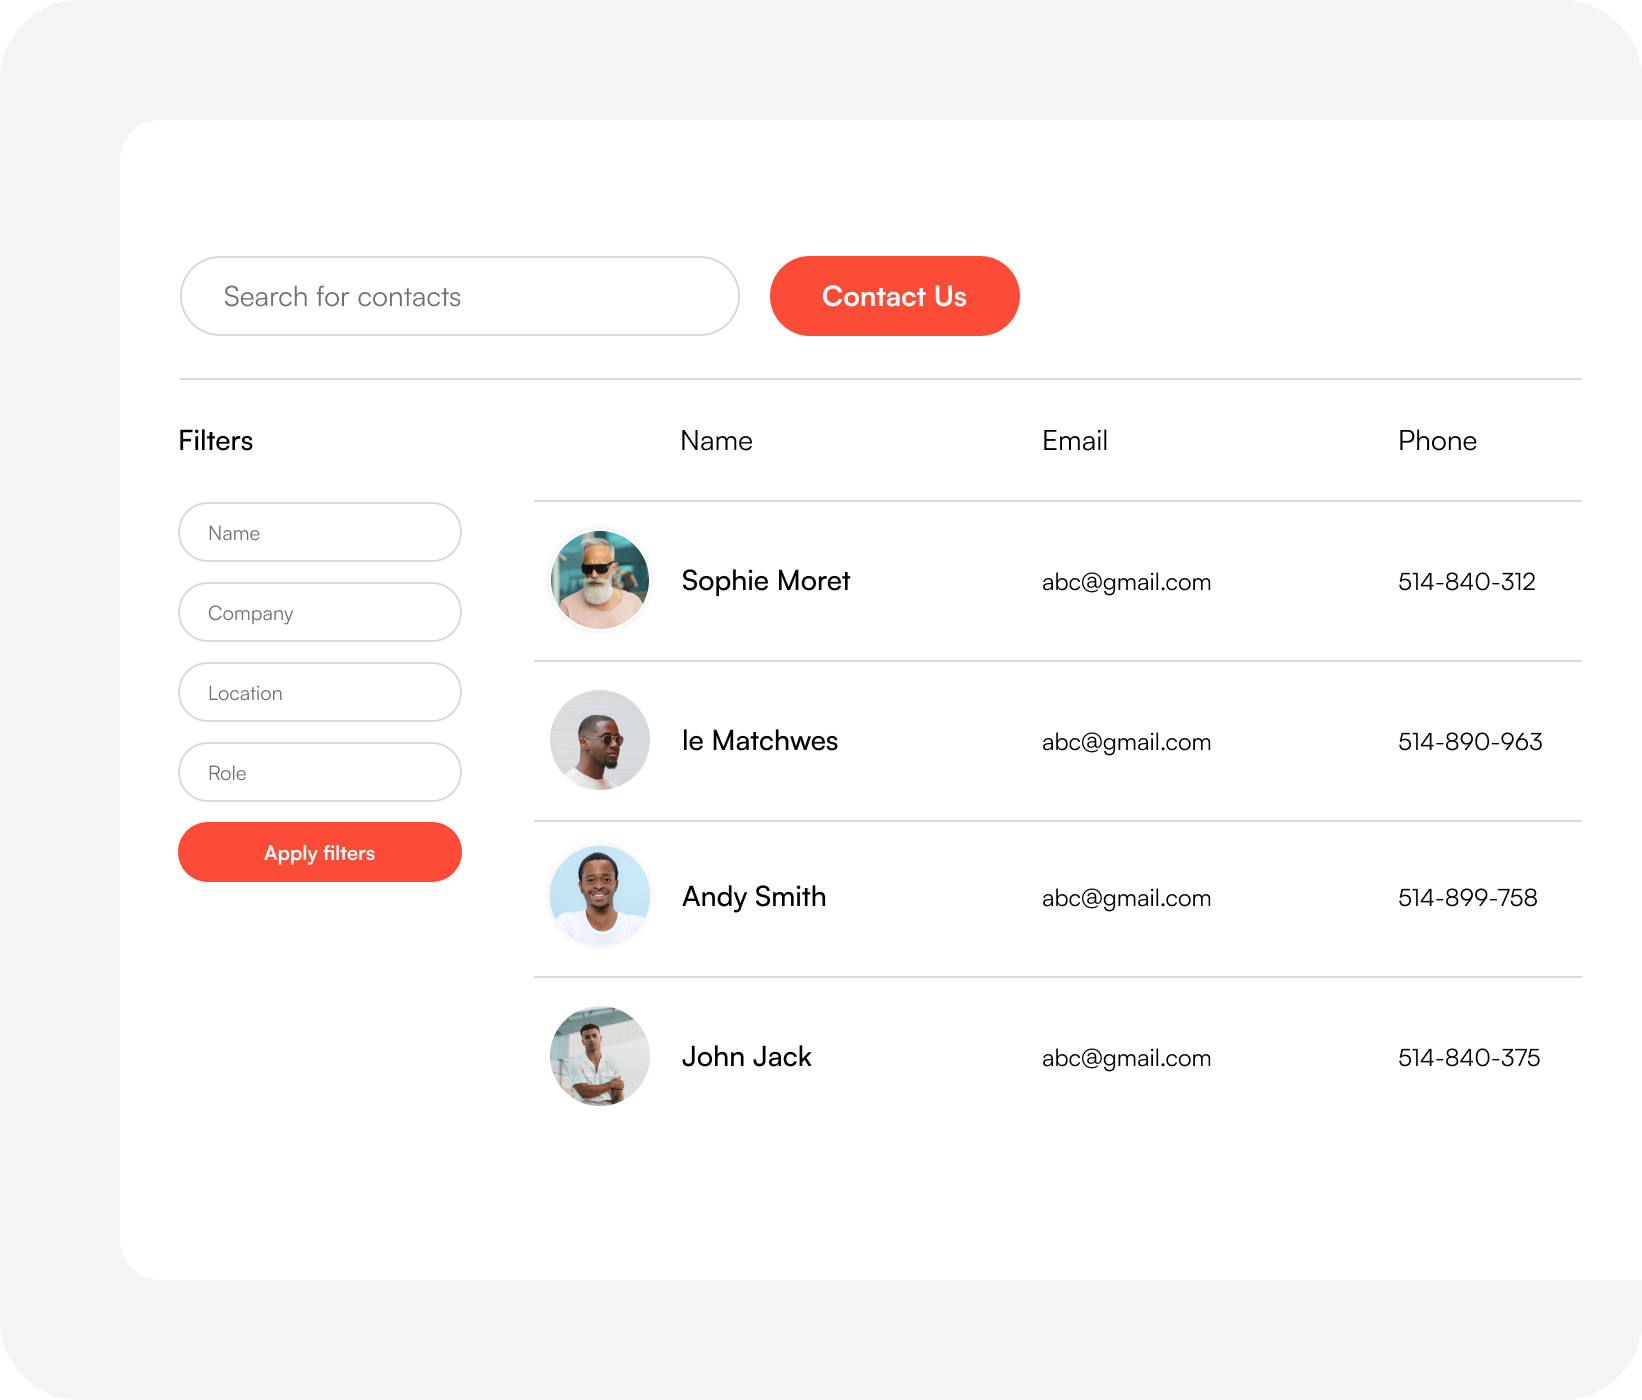 Search for contacts
Contact Us
Filters
Name Email Phone
Name
Company
Location
Role
Apply filters
Sophie Moret abc@gmail.com 514-840-312
le Matchwes abc@gmail.com 514-890-963
Andy Smith abc@gmail.com 514-899-758
John Jack abc@gmail.com 514-840-375